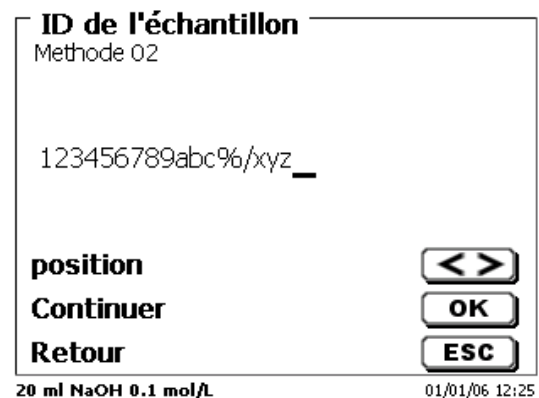 ID de l'échantillon
Methode 02
123456789abc%/xyz_
position < >
Continuer OK
Retour ESC
20 ml NaOH 0.1 mol/L 01/01/06 12:25